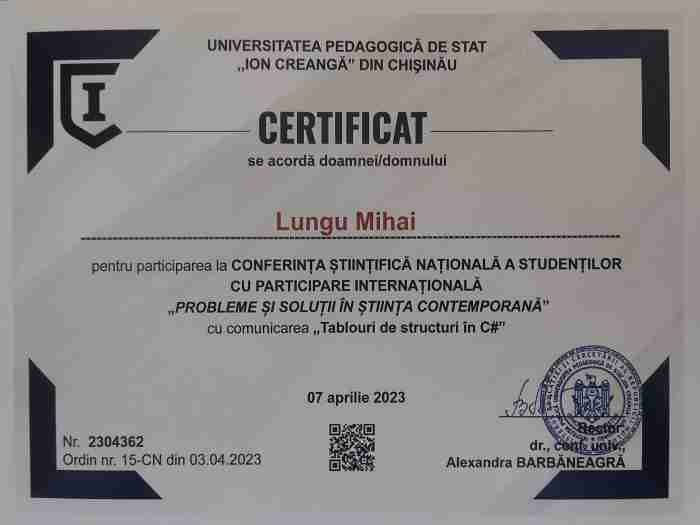 UNIVERSITATEA PEDAGOGICĂ DE STAT
„ION CREANGĂ” DIN CHIȘINĂU
CERTIFICAT
se acordă doamnei/domnului
Lungu Mihai
pentru participarea la CONFERINȚA ȘTIINȚIFICĂ NAȚIONALĂ A STUDENȚILOR
CU PARTICIPARE INTERNAȚIONALĂ
„PROBLEME ȘI SOLUȚII ÎN ȘTIINȚA CONTEMPORANĂ”
cu comunicarea „Tablouri de structuri în C#”
07 aprilie 2023
Rector,
dr., conf. univ.,
Alexandra BARBĂNEAGRĂ
Nr. 2304362
Ordin nr. 15-CN din 03.04.2023